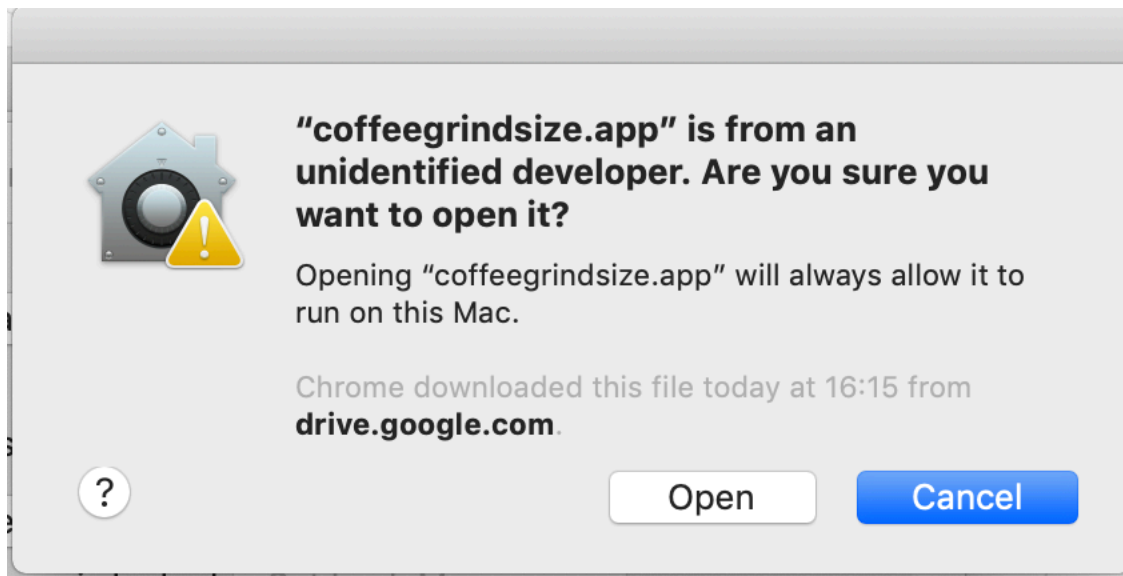 “coffeegrindsize.app” is from an
unidentified developer. Are you sure you
want to open it?
Opening “coffeegrindsize.app” will always allow it to
run on this Mac.
Chrome downloaded this file today at 16:15 from
drive.google.com.
?
Open
Cancel